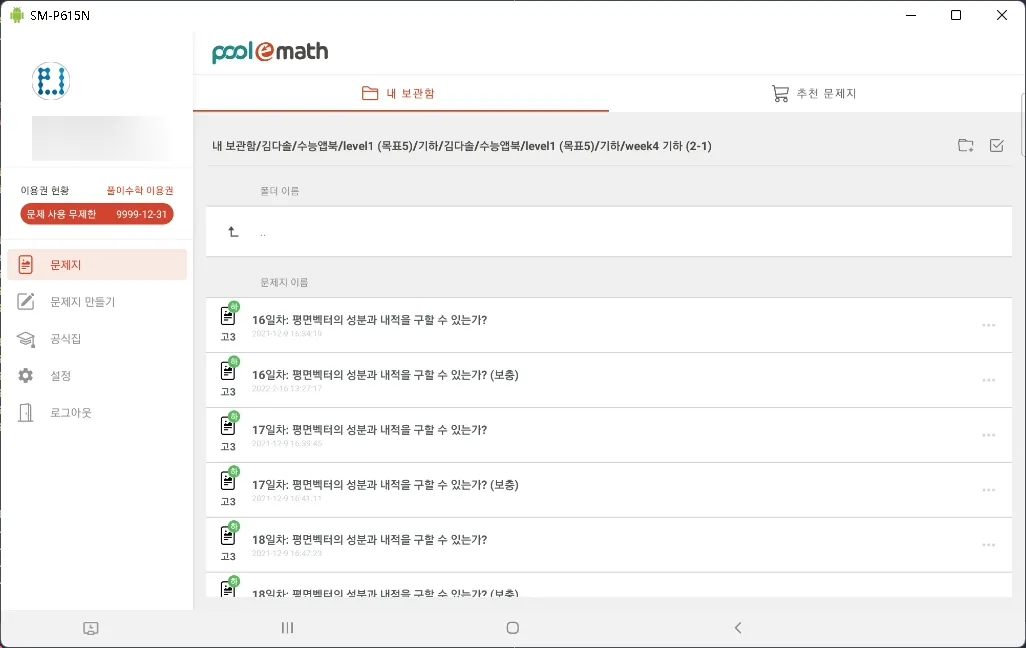 SM-P615N
pool e math
내 보관함
추천 문제지
내 보관함/김다솔/수능앱북/level1 (목표5)/기하/김다솔/수능앱북/level1 (목표5)/기하/week4 기하 (2-1)
이용권 현황
풀이수학 이용권
문제 사용 무제한
9999-12-31
문제지
문제지 만들기
공식집
설정
로그아웃
폴더 이름
..
문제지 이름
하
고3
16일차: 평면벡터의 성분과 내적을 구할 수 있는가?
2021-12-9 16:34:19
하
고3
16일차: 평면벡터의 성분과 내적을 구할 수 있는가? (보충)
2022-2-16 13:27:17
하
고3
17일차: 평면벡터의 성분과 내적을 구할 수 있는가?
2021-12-9 16:39:45
하
고3
17일차: 평면벡터의 성분과 내적을 구할 수 있는가? (보충)
2021-12-9 16:41:11
하
고3
18일차: 평면벡터의 성분과 내적을 구할 수 있는가?
2021-12-9 16:47:23
하
18일차: 평면벡터의 성분과 내적을 구할 수 있는가? (보충)